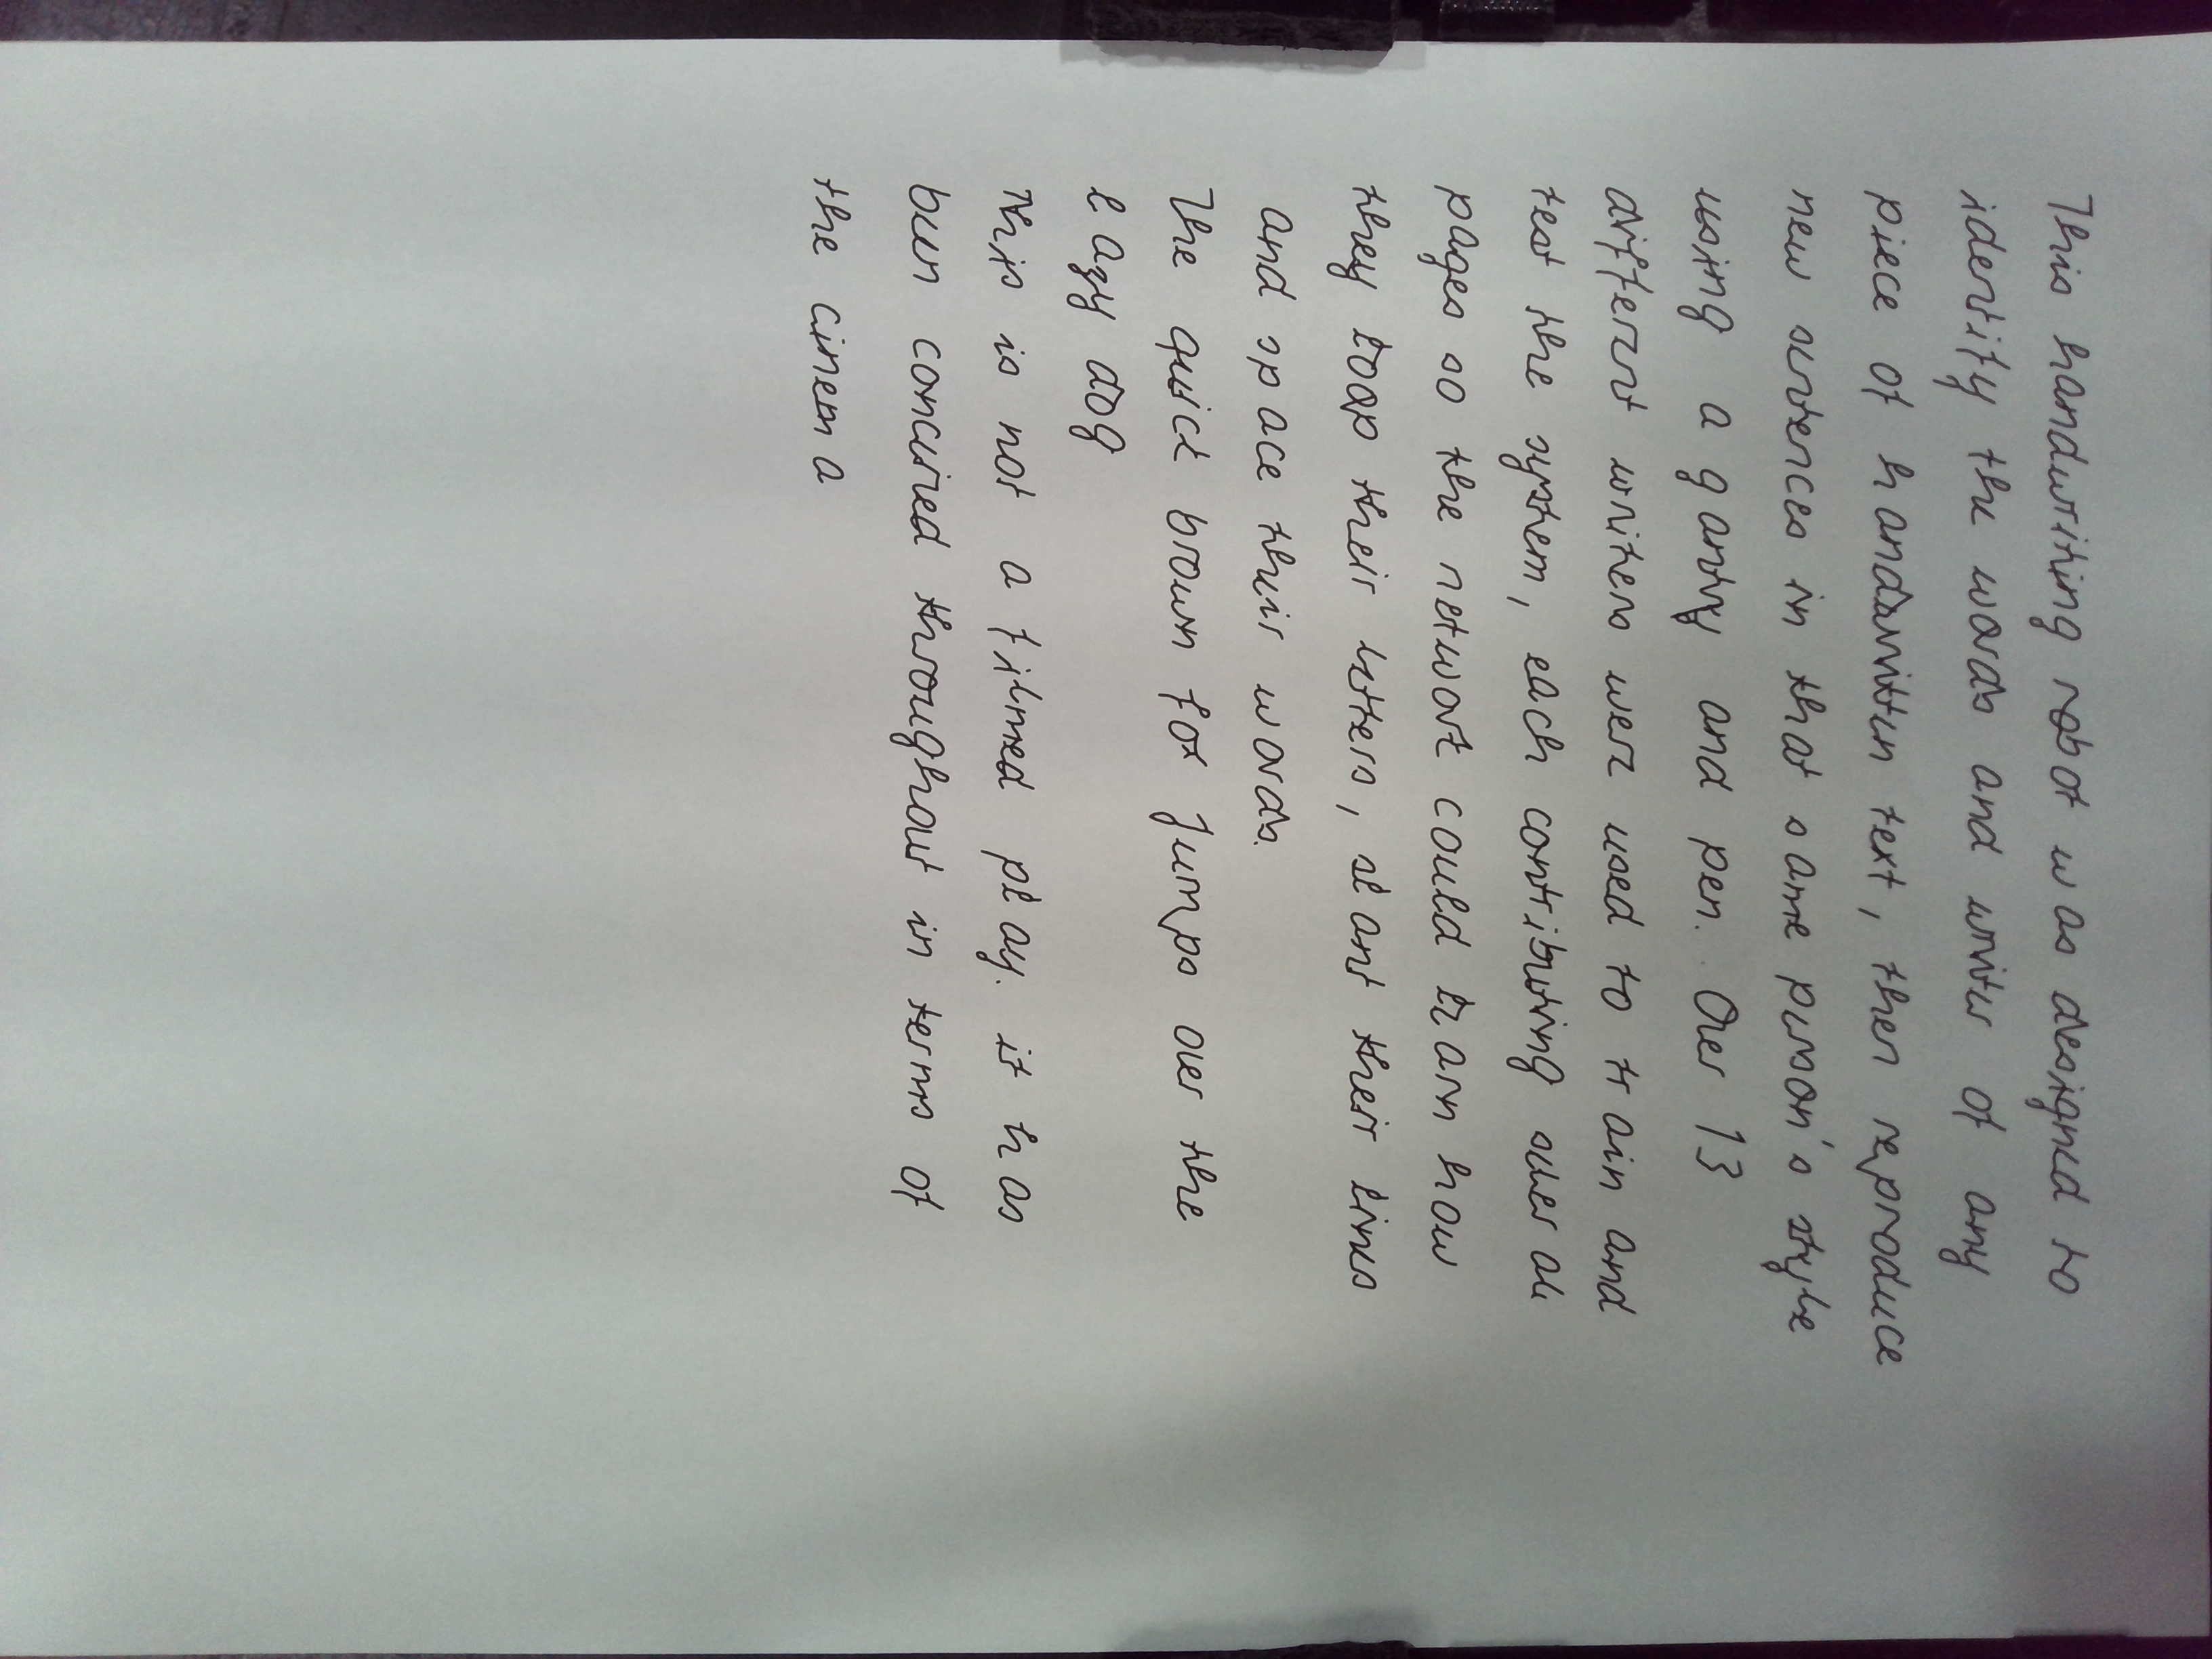 This handwriting robot was designed to
identify the words and writer of any
piece of handwritten text, then reproduce
new sentences in that same person's style
using a gantry and pen. Over 13
different writers were used to train and
test the system, each contributing several
pages so the network could learn how
they loop their letters, slant their lines
and space their words.
The quick brown fox jumps over the
lazy dog
This is not a filmed play. it has
been concived throughout in terms of
the cinema